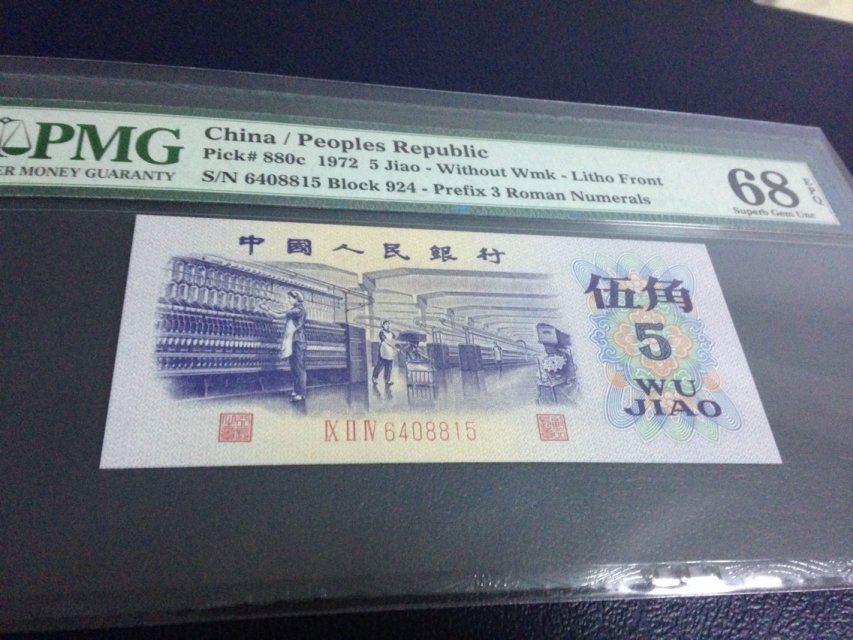 PMG
ER MONEY GUARANTY
China / Peoples Republic
Pick# 880c 1972 5 Jiao - Without Wmk - Litho Front
S/N 6408815 Block 924 - Prefix 3 Roman Numerals
68 EPQ
Superb Gem Unc
中國人民銀行
伍角
5
WU
JIAO
IX II IV 6408815